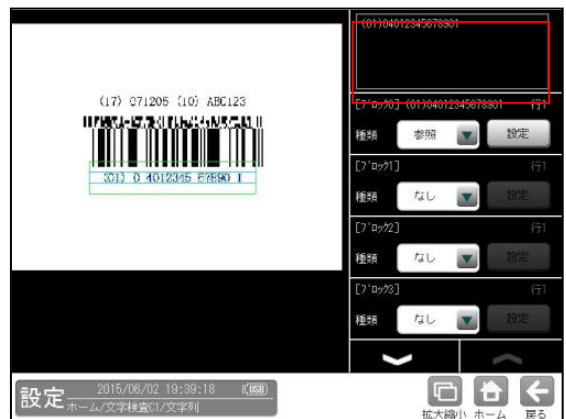 (01)04012345678901
(17) 071205 (10) ABC123
(01) 0 4012345 67890 1
[ブロック0] (01)04012345678901 行1
種類 参照 設定
[ブロック1] 行1
種類 なし 設定
[ブロック2] 行1
種類 なし 設定
[ブロック3] 行1
種類 なし 設定
設定 2015/06/02 19:39:18 USB
ホーム/文字検査C1/文字列
拡大縮小 ホーム 戻る